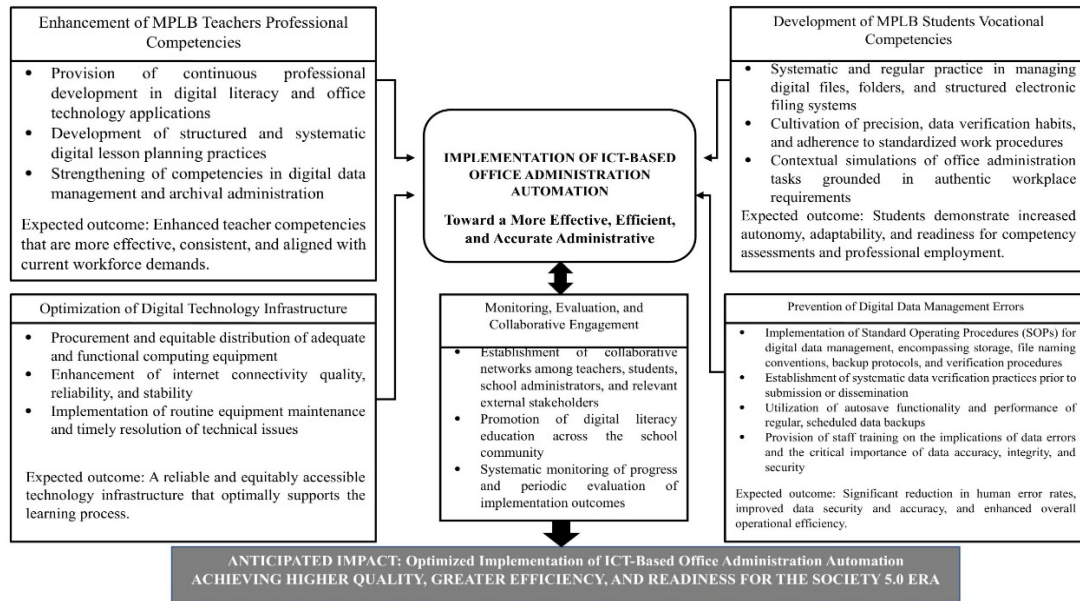 Enhancement of MPLB Teachers Professional
Competencies
• Provision of continuous professional
development in digital literacy and office
technology applications
• Development of structured and systematic
digital lesson planning practices
• Strengthening of competencies in digital data
management and archival administration
Expected outcome: Enhanced teacher competencies
that are more effective, consistent, and aligned with
current workforce demands.
Optimization of Digital Technology Infrastructure
• Procurement and equitable distribution of adequate
and functional computing equipment
• Enhancement of internet connectivity quality,
reliability, and stability
• Implementation of routine equipment maintenance
and timely resolution of technical issues
Expected outcome: A reliable and equitably accessible
technology infrastructure that optimally supports the
learning process.
IMPLEMENTATION OF ICT-BASED
OFFICE ADMINISTRATION
AUTOMATION
Toward a More Effective, Efficient,
and Accurate Administrative
Monitoring, Evaluation, and
Collaborative Engagement
• Establishment of collaborative
networks among teachers, students,
school administrators, and relevant
external stakeholders
• Promotion of digital literacy
education across the school
community
• Systematic monitoring of progress
and periodic evaluation of
implementation outcomes
Development of MPLB Students Vocational
Competencies
• Systematic and regular practice in managing
digital files, folders, and structured electronic
filing systems
• Cultivation of precision, data verification habits,
and adherence to standardized work procedures
• Contextual simulations of office administration
tasks grounded in authentic workplace
requirements
Expected outcome: Students demonstrate increased
autonomy, adaptability, and readiness for competency
assessments and professional employment.
Prevention of Digital Data Management Errors
• Implementation of Standard Operating Procedures (SOPs) for
digital data management, encompassing storage, file naming
conventions, backup protocols, and verification procedures
• Establishment of systematic data verification practices prior to
submission or dissemination
• Utilization of autosave functionality and performance of
regular, scheduled data backups
• Provision of staff training on the implications of data errors
and the critical importance of data accuracy, integrity, and
security
Expected outcome: Significant reduction in human error rates,
improved data security and accuracy, and enhanced overall
operational efficiency.
ANTICIPATED IMPACT: Optimized Implementation of ICT-Based Office Administration Automation
ACHIEVING HIGHER QUALITY, GREATER EFFICIENCY, AND READINESS FOR THE SOCIETY 5.0 ERA